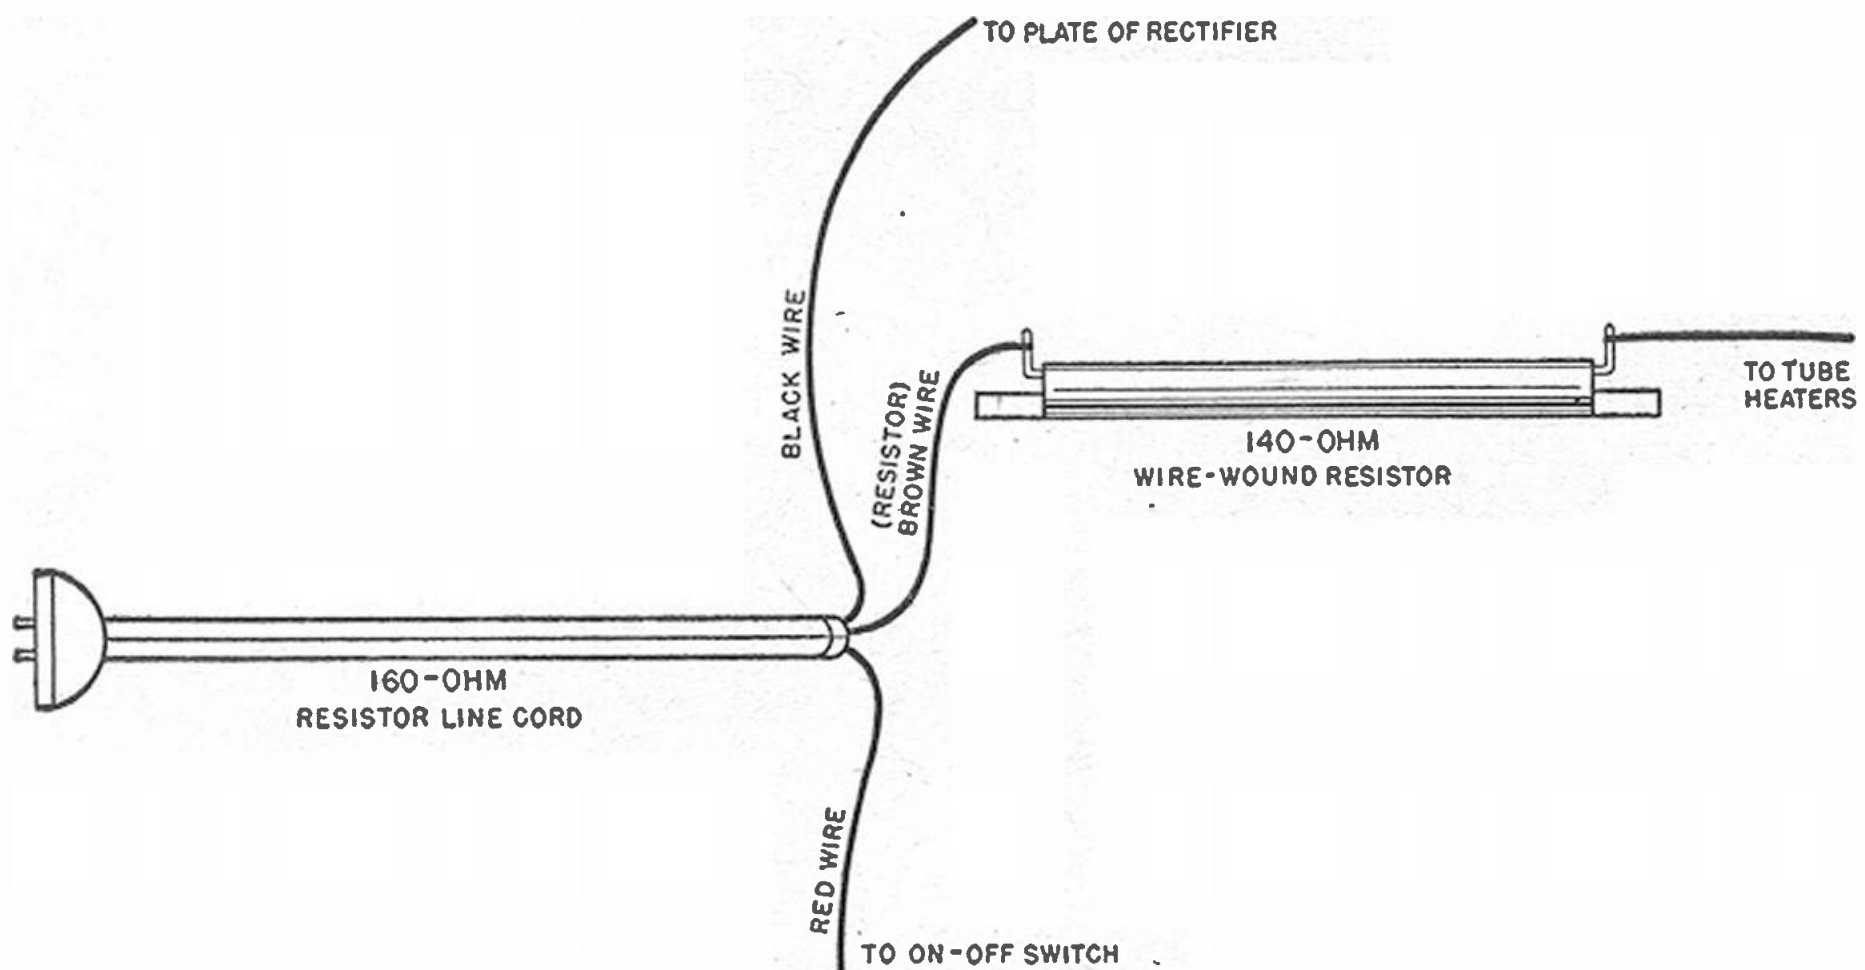 TO PLATE OF RECTIFIER
BLACK WIRE
(RESISTOR)
BROWN WIRE
TO TUBE
HEATERS
140-OHM
WIRE-WOUND RESISTOR
160-OHM
RESISTOR LINE CORD
RED WIRE
TO ON-OFF SWITCH